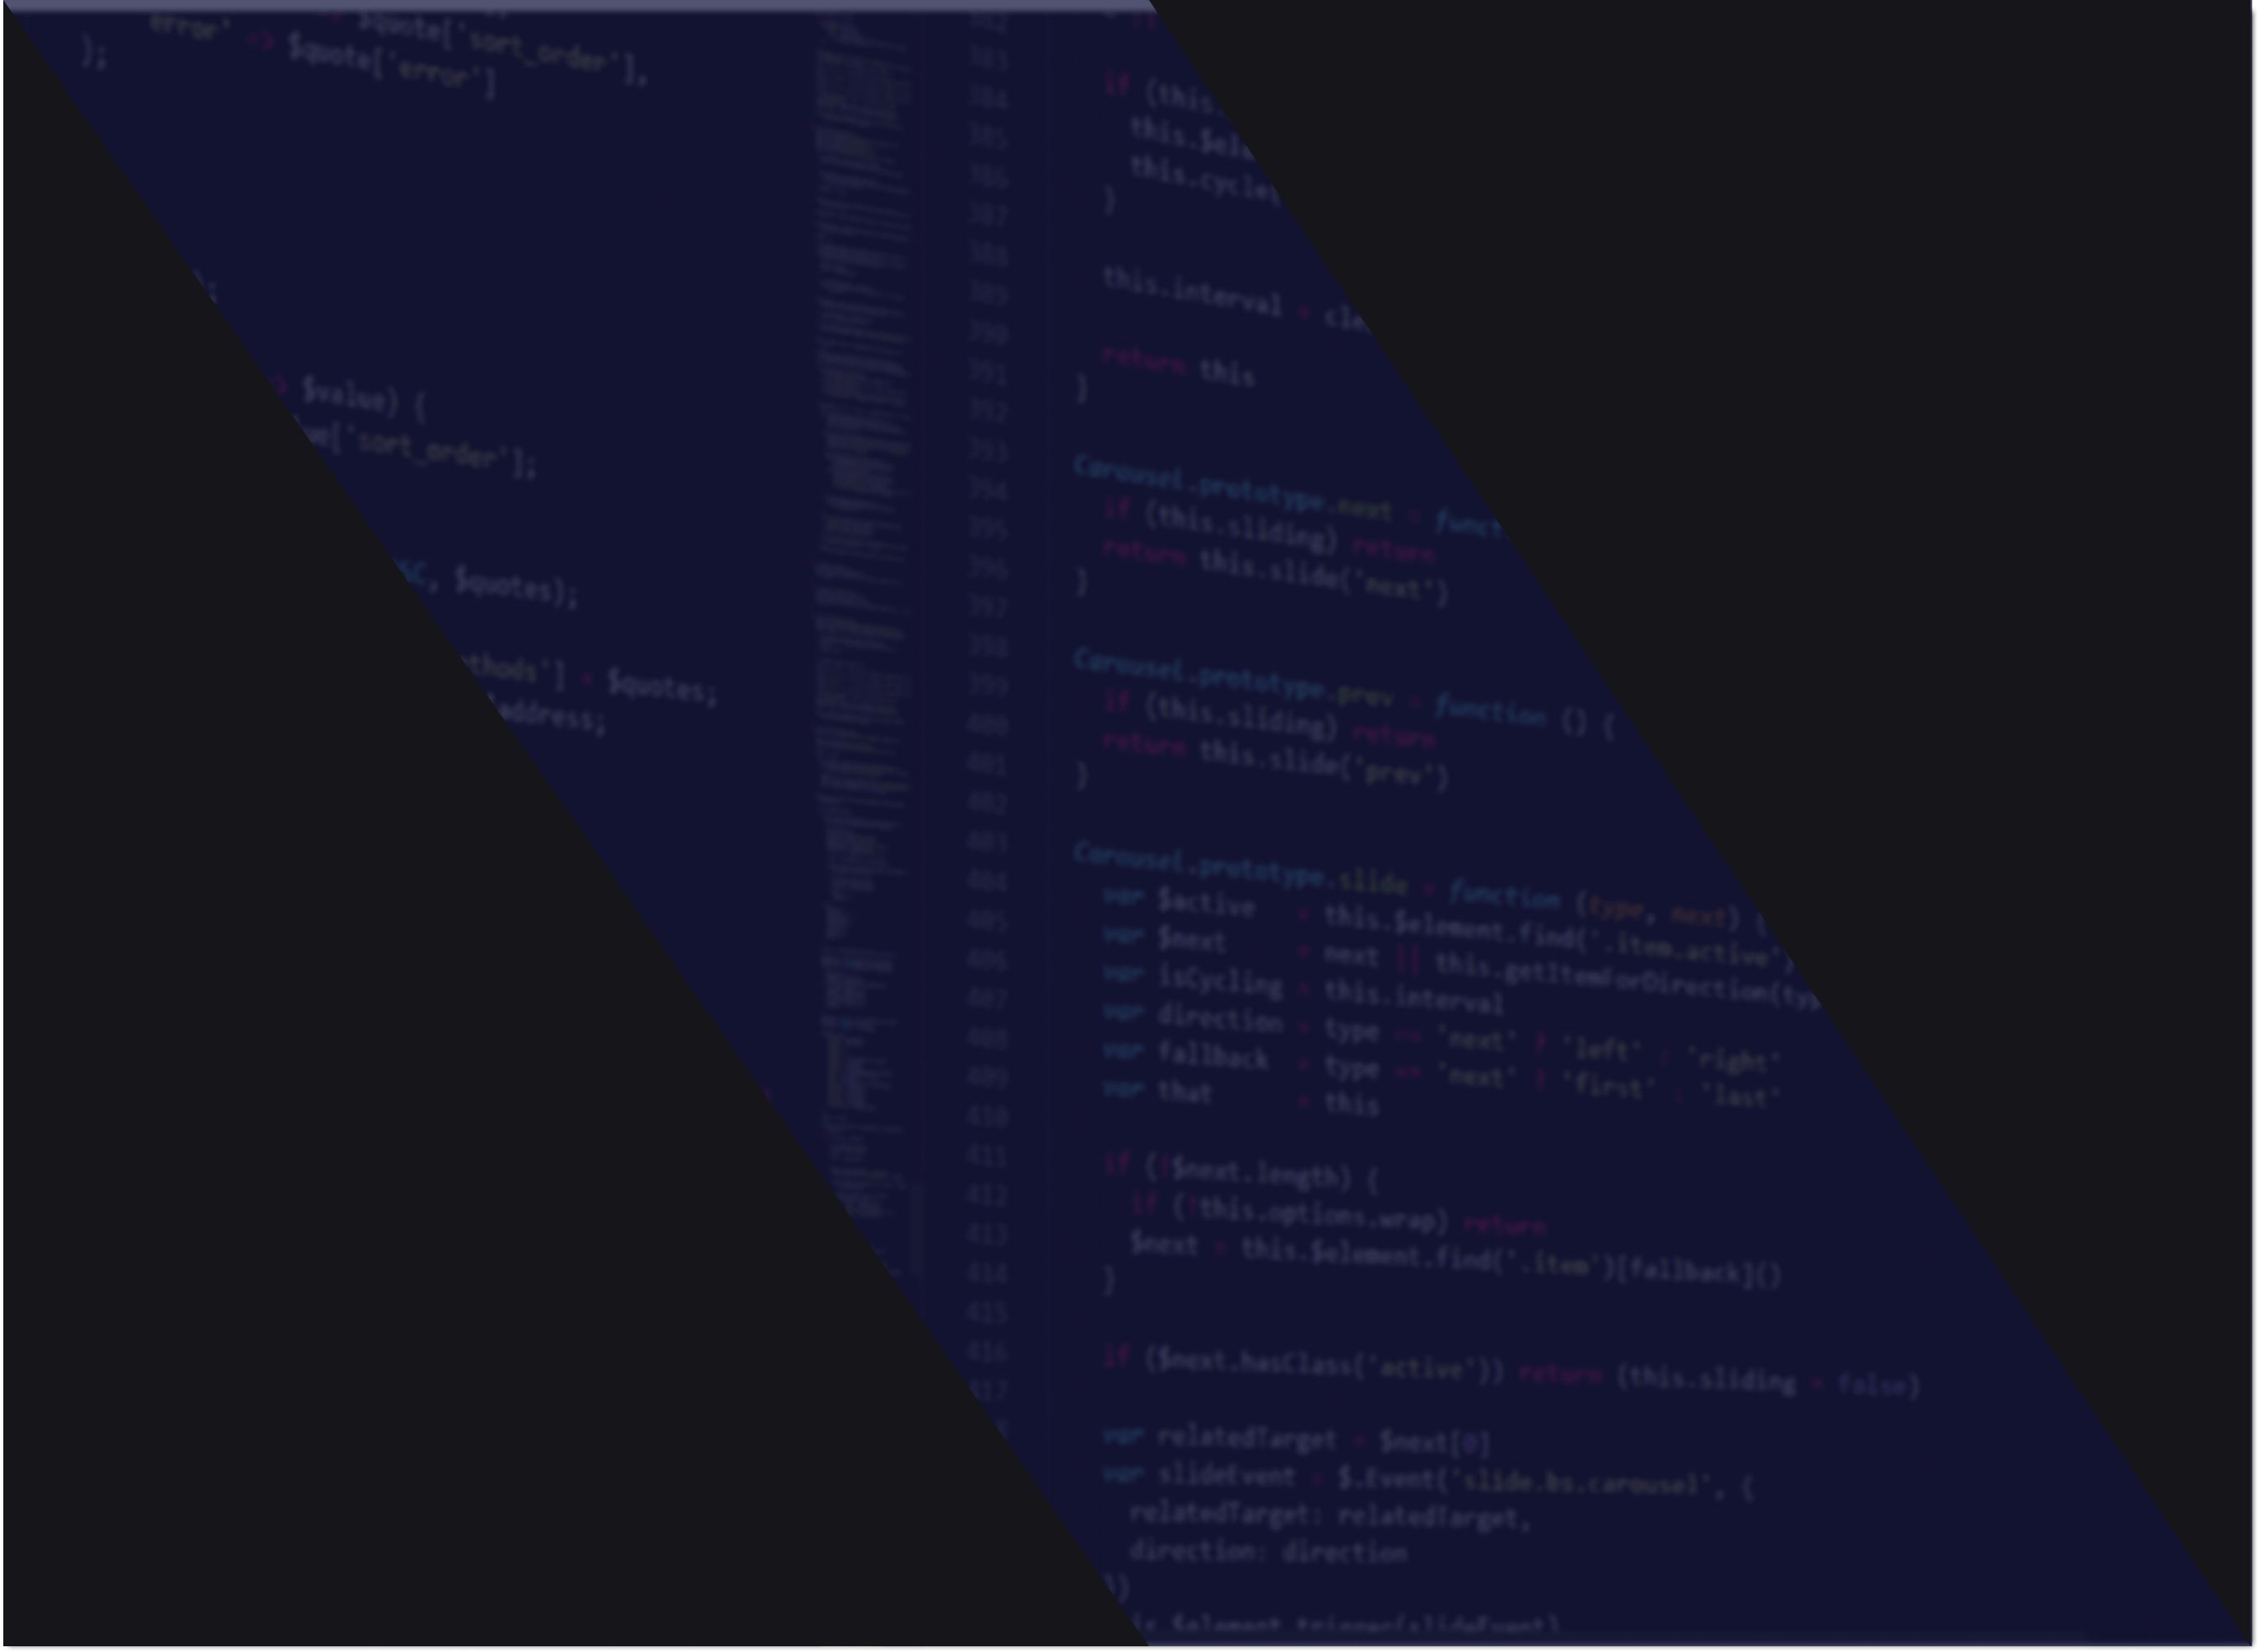 error" => $quote['error']
$quote['sort_order'],
);
$value) {
['sort_order'];
, $quotes);
'] = $quotes;
address;
382
383
384 if (this.
385 this.$ele
386 this.cycle(
387 }
388
389 this.interval = cle
390
391 return this
392 }
393
394 Carousel.prototype.next = funct
395 if (this.sliding) return
396 return this.slide('next')
397 }
398
399 Carousel.prototype.prev = function () {
400 if (this.sliding) return
401 return this.slide('prev')
402 }
403
404 Carousel.prototype.slide = function (type, next) {
405 var $active = this.$element.find('.item.active')
406 var $next = next || this.getItemForDirection(typ
407 var isCycling = this.interval
408 var direction = type == 'next' ? 'left' : 'right'
409 var fallback = type == 'next' ? 'first' : 'last'
410 var that = this
411
412 if (!$next.length) {
413 if (!this.options.wrap) return
414 $next = this.$element.find('.item')[fallback]()
415 }
416
417 if ($next.hasClass('active')) return (this.sliding = false)
var relatedTarget = $next[0]
var slideEvent = $.Event('slide.bs.carousel', {
relatedTarget: relatedTarget,
direction: direction
})
$element.trigger(slideEvent)